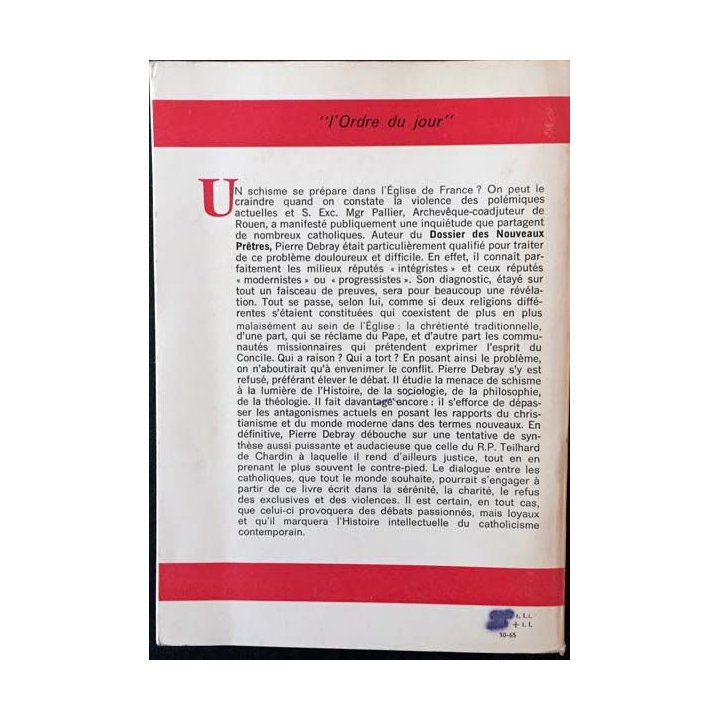 "l'Ordre du jour"
UN schisme se prépare dans l'Église de France ? On peut le
craindre quand on constate la violence des polémiques
actuelles et S. Exc. Mgr Pallier, Archevêque-coadjuteur de
Rouen, a manifesté publiquement une inquiétude que partagent
de nombreux catholiques. Auteur du Dossier des Nouveaux
Prêtres, Pierre Debray était particulièrement qualifié pour traiter
de ce problème douloureux et difficile. En effet, il connaît par-
faitement les milieux réputés « intégristes » et ceux réputés
« modernistes » ou « progressistes ». Son diagnostic, étayé sur
tout un faisceau de preuves, sera pour beaucoup une révéla-
tion. Tout se passe, selon lui, comme si deux religions diffé-
rentes s'étaient constituées qui coexistent de plus en plus
malaisément au sein de l'Église : la chrétienté traditionnelle,
d'une part, qui se réclame du Pape, et d'autre part les commu-
nautés missionnaires qui prétendent exprimer l'esprit du
Concile. Qui a raison ? Qui a tort ? En posant ainsi le problème,
on n'aboutirait qu'à envenimer le conflit. Pierre Debray s'y est
refusé, préférant élever le débat. Il étudie la menace de schisme
à la lumière de l'Histoire, de la sociologie, de la philosophie,
de la théologie. Il fait davantage encore : il s'efforce de dépas-
ser les antagonismes actuels en posant les rapports du chris-
tianisme et du monde moderne dans des termes nouveaux. En
définitive, Pierre Debray débouche sur une tentative de syn-
thèse aussi puissante et audacieuse que celle du R.P. Teilhard
de Chardin à laquelle il rend d'ailleurs justice, tout en en
prenant le plus souvent le contre-pied. Le dialogue entre les
catholiques, que tout le monde souhaite, pourrait s'engager à
partir de ce livre écrit dans la sérénité, la charité, le refus
des exclusives et des violences. Il est certain, en tout cas,
que celui-ci provoquera des débats passionnés, mais loyaux
et qu'il marquera l'Histoire intellectuelle du catholicisme
contemporain.
t. l.i.
+ t. l.
10-65